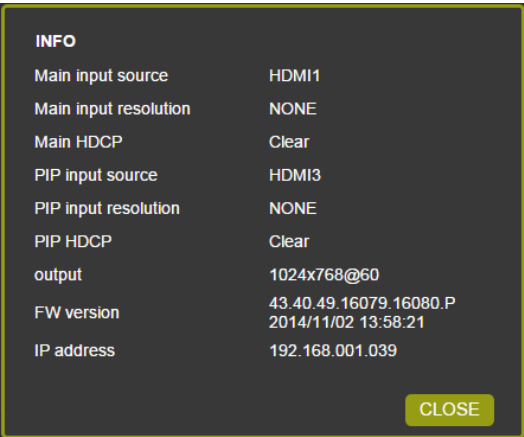 INFO
Main input source HDMI1
Main input resolution NONE
Main HDCP Clear
PIP input source HDMI3
PIP input resolution NONE
PIP HDCP Clear
output 1024x768@60
FW version 43.40.49.16079.16080.P
2014/11/02 13:58:21
IP address 192.168.001.039
CLOSE